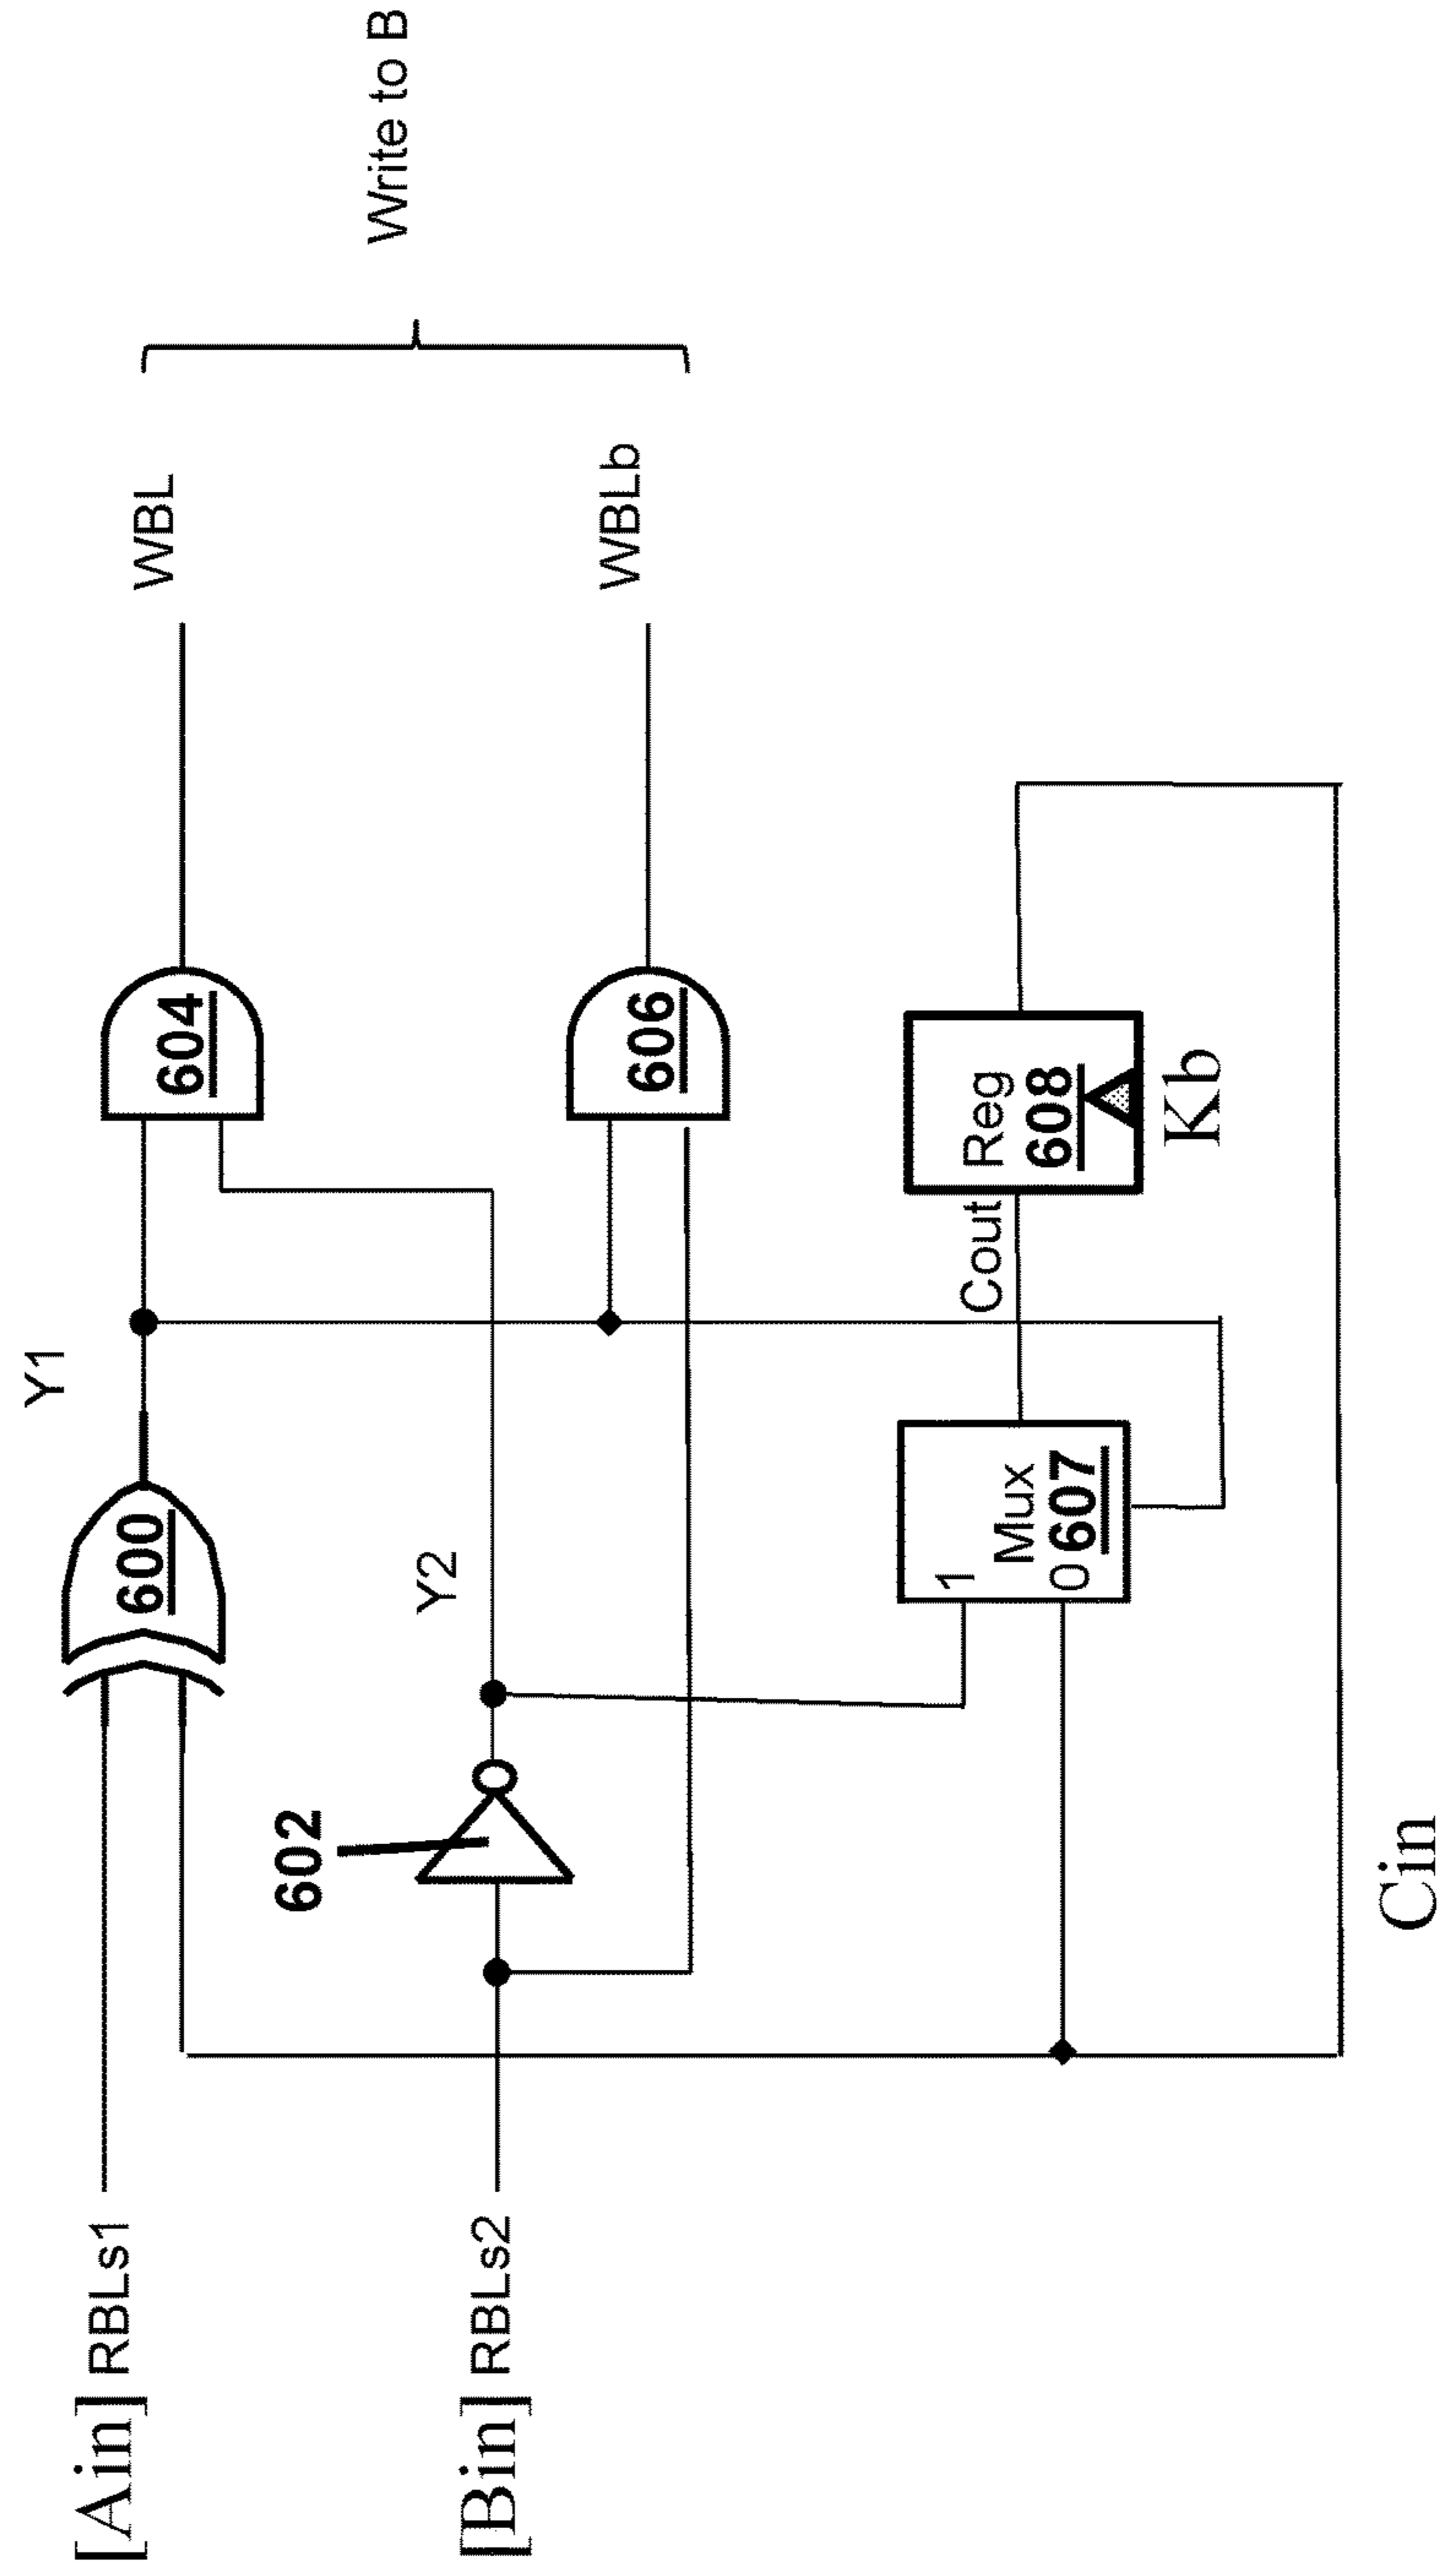 [Ain] RBLs1
600
Y1
604
WBL
Write to B
602
Y2
[Bin] RBLs2
606
WBLb
1
Mux
0 607
Cout
Reg
608
Kb
Cin